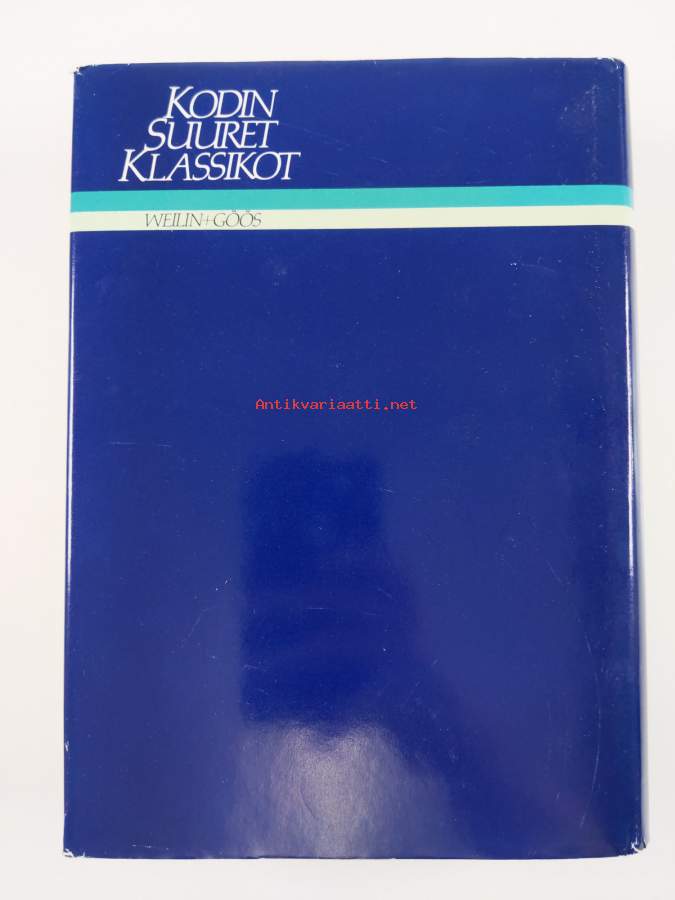 KODIN
SUURET
KLASSIKOT
WEILIN+GÖÖS
Antikvariaatti.net